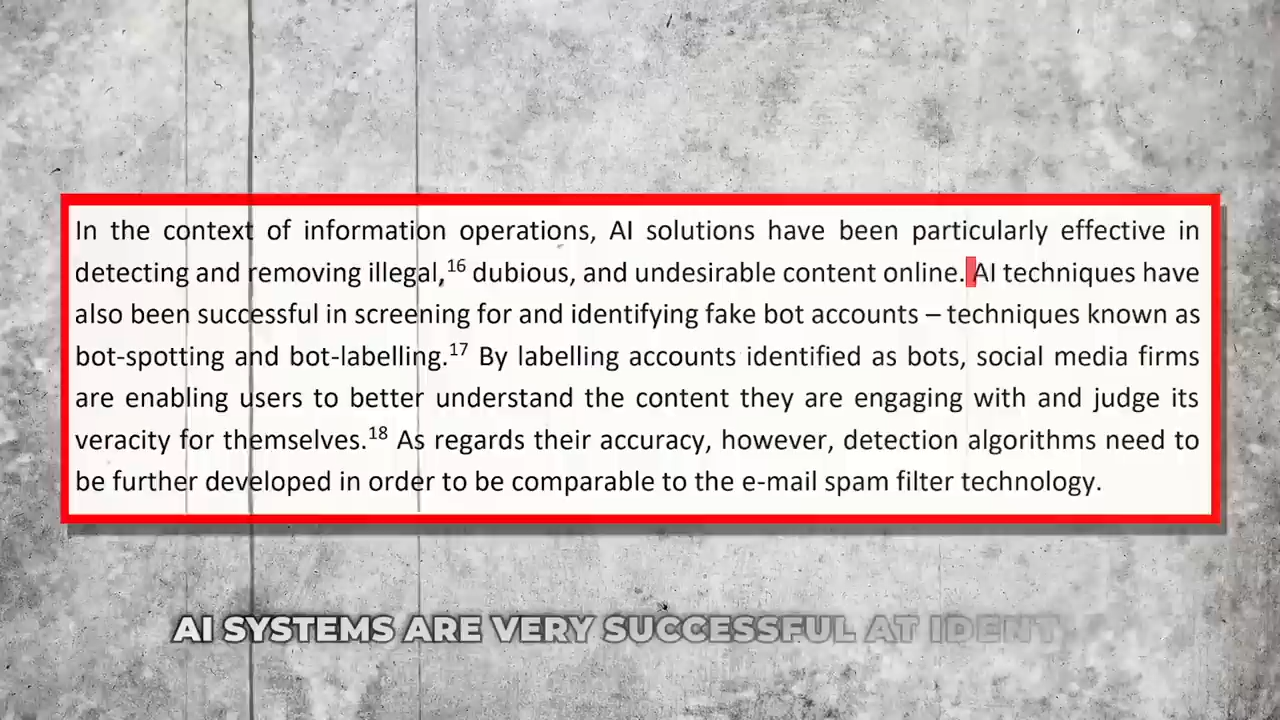 In the context of information operations, AI solutions have been particularly effective in
detecting and removing illegal,¹⁶ dubious, and undesirable content online. AI techniques have
also been successful in screening for and identifying fake bot accounts – techniques known as
bot-spotting and bot-labelling.¹⁷ By labelling accounts identified as bots, social media firms
are enabling users to better understand the content they are engaging with and judge its
veracity for themselves.¹⁸ As regards their accuracy, however, detection algorithms need to
be further developed in order to be comparable to the e-mail spam filter technology.
AI SYSTEMS ARE VERY SUCCESSFUL AT IDENT